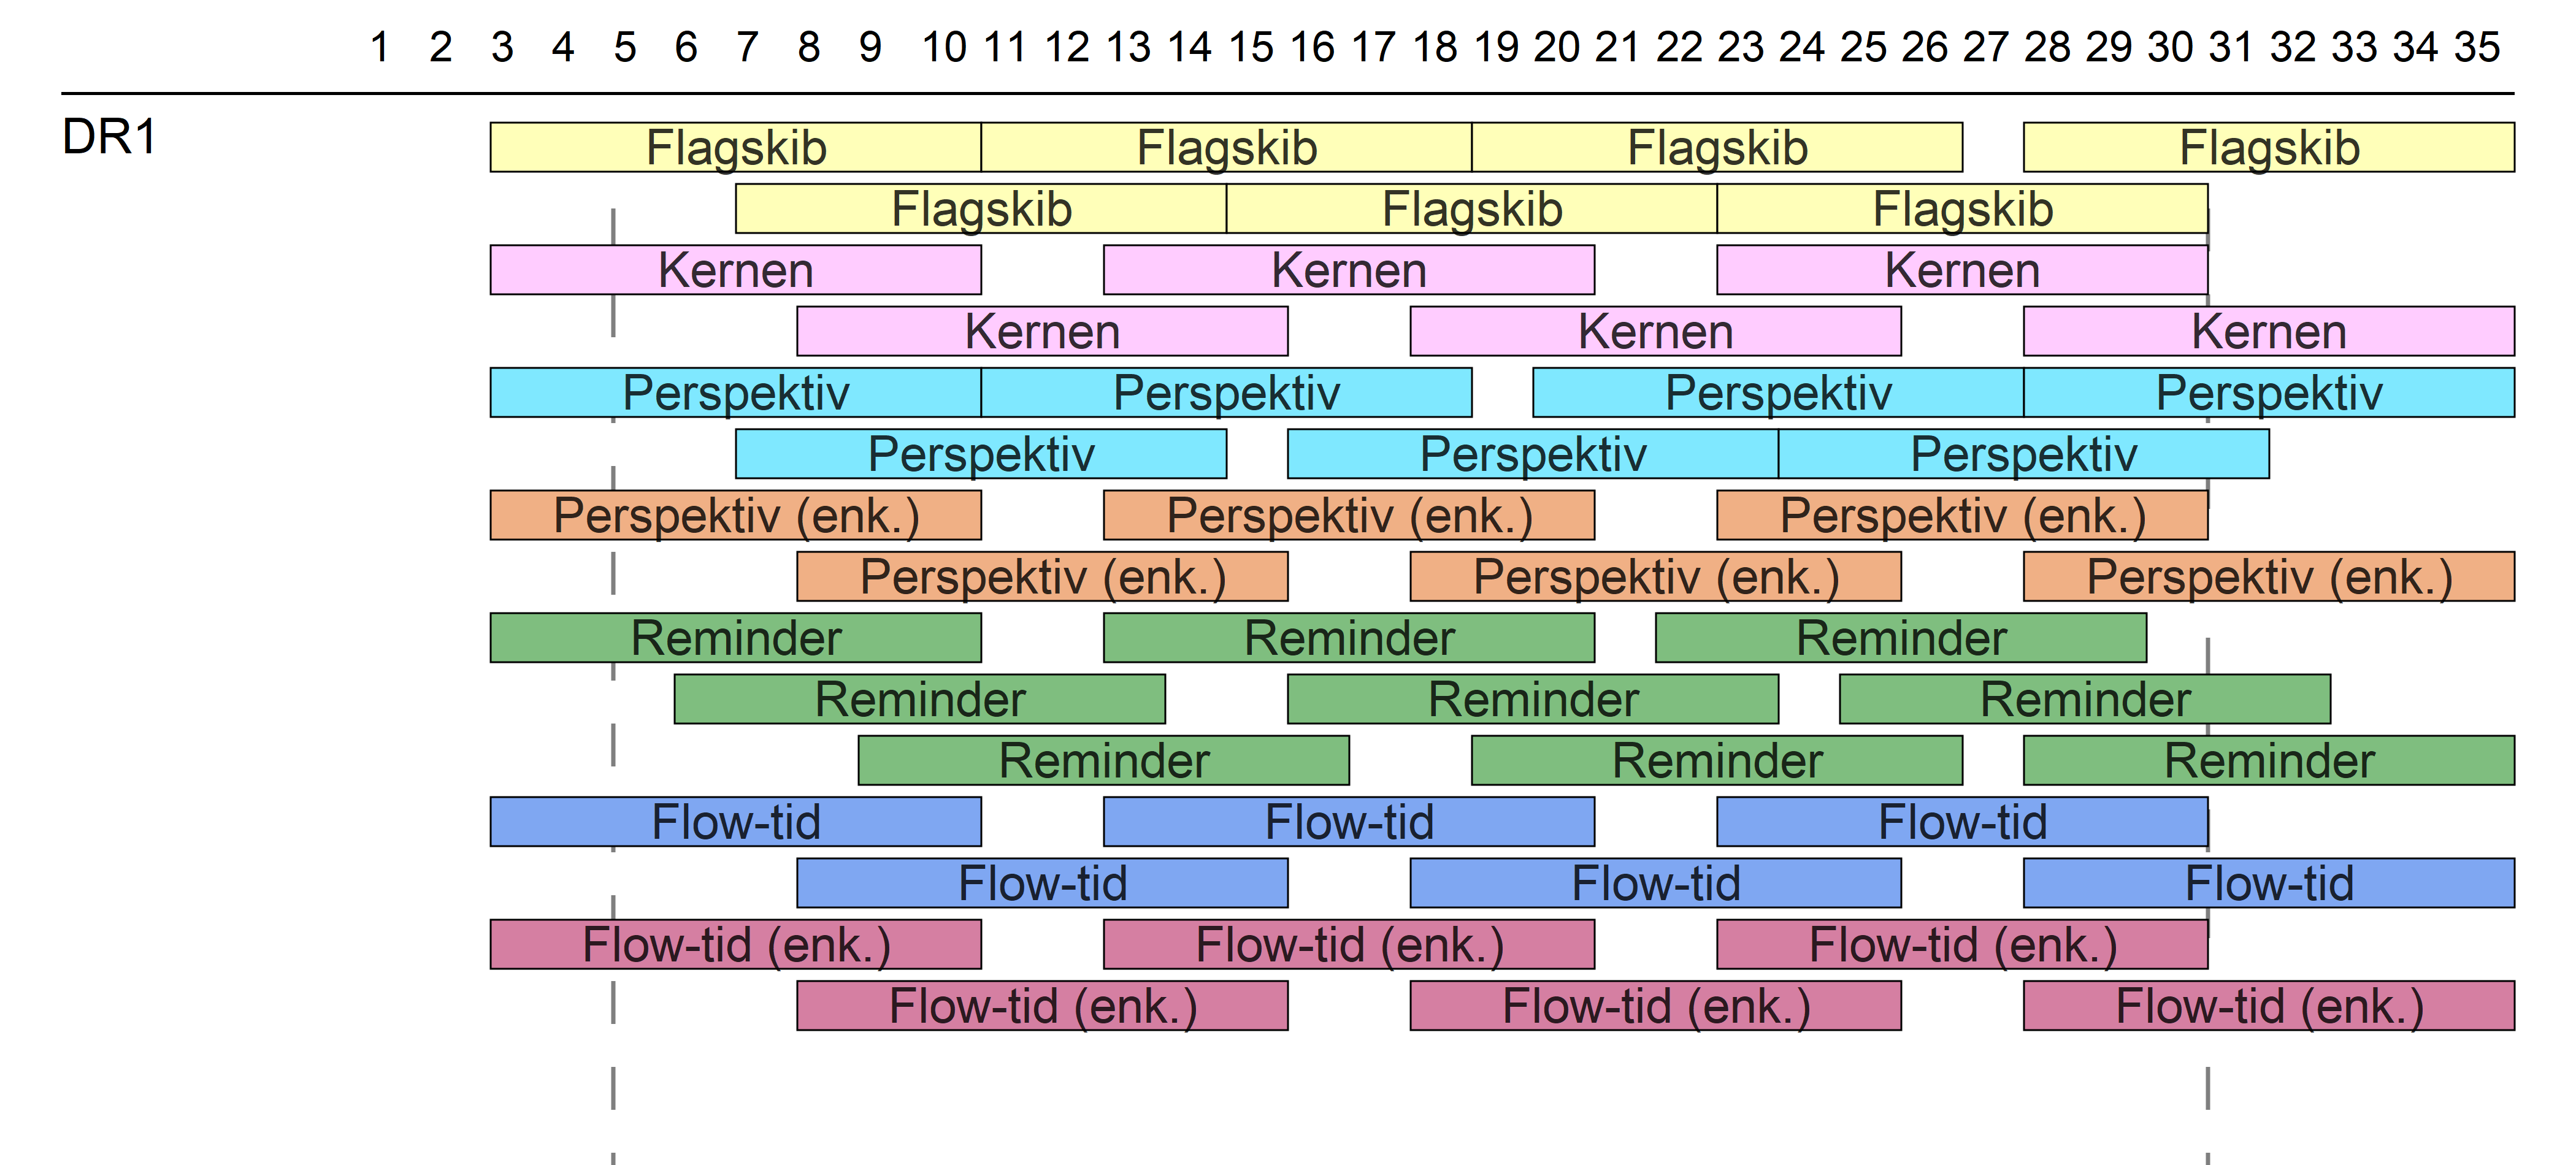 1 2 3 4 5 6 7 8 9 10 11 12 13 14 15 16 17 18 19 20 21 22 23 24 25 26 27 28 29 30 31 32 33 34 35
DR1 Flagskib Flagskib Flagskib Flagskib
Flagskib Flagskib Flagskib
Kernen Kernen Kernen
Kernen Kernen Kernen
Perspektiv Perspektiv Perspektiv Perspektiv
Perspektiv Perspektiv Perspektiv
Perspektiv (enk.) Perspektiv (enk.) Perspektiv (enk.)
Perspektiv (enk.) Perspektiv (enk.) Perspektiv (enk.)
Reminder Reminder Reminder
Reminder Reminder Reminder
Reminder Reminder Reminder
Flow-tid Flow-tid Flow-tid
Flow-tid Flow-tid Flow-tid
Flow-tid (enk.) Flow-tid (enk.) Flow-tid (enk.)
Flow-tid (enk.) Flow-tid (enk.) Flow-tid (enk.)